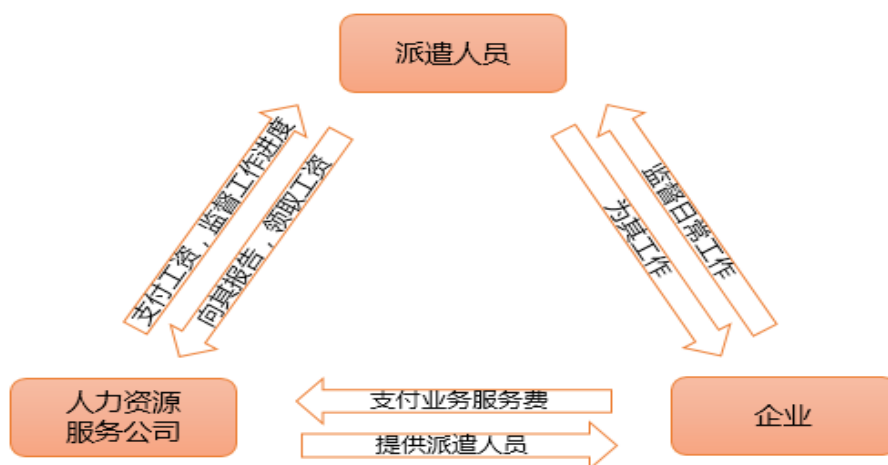 派遣人员
支付工资，监督工作进度
向其报告，领取工资
为其工作
监督日常工作
人力资源
服务公司
支付业务服务费
提供派遣人员
企业